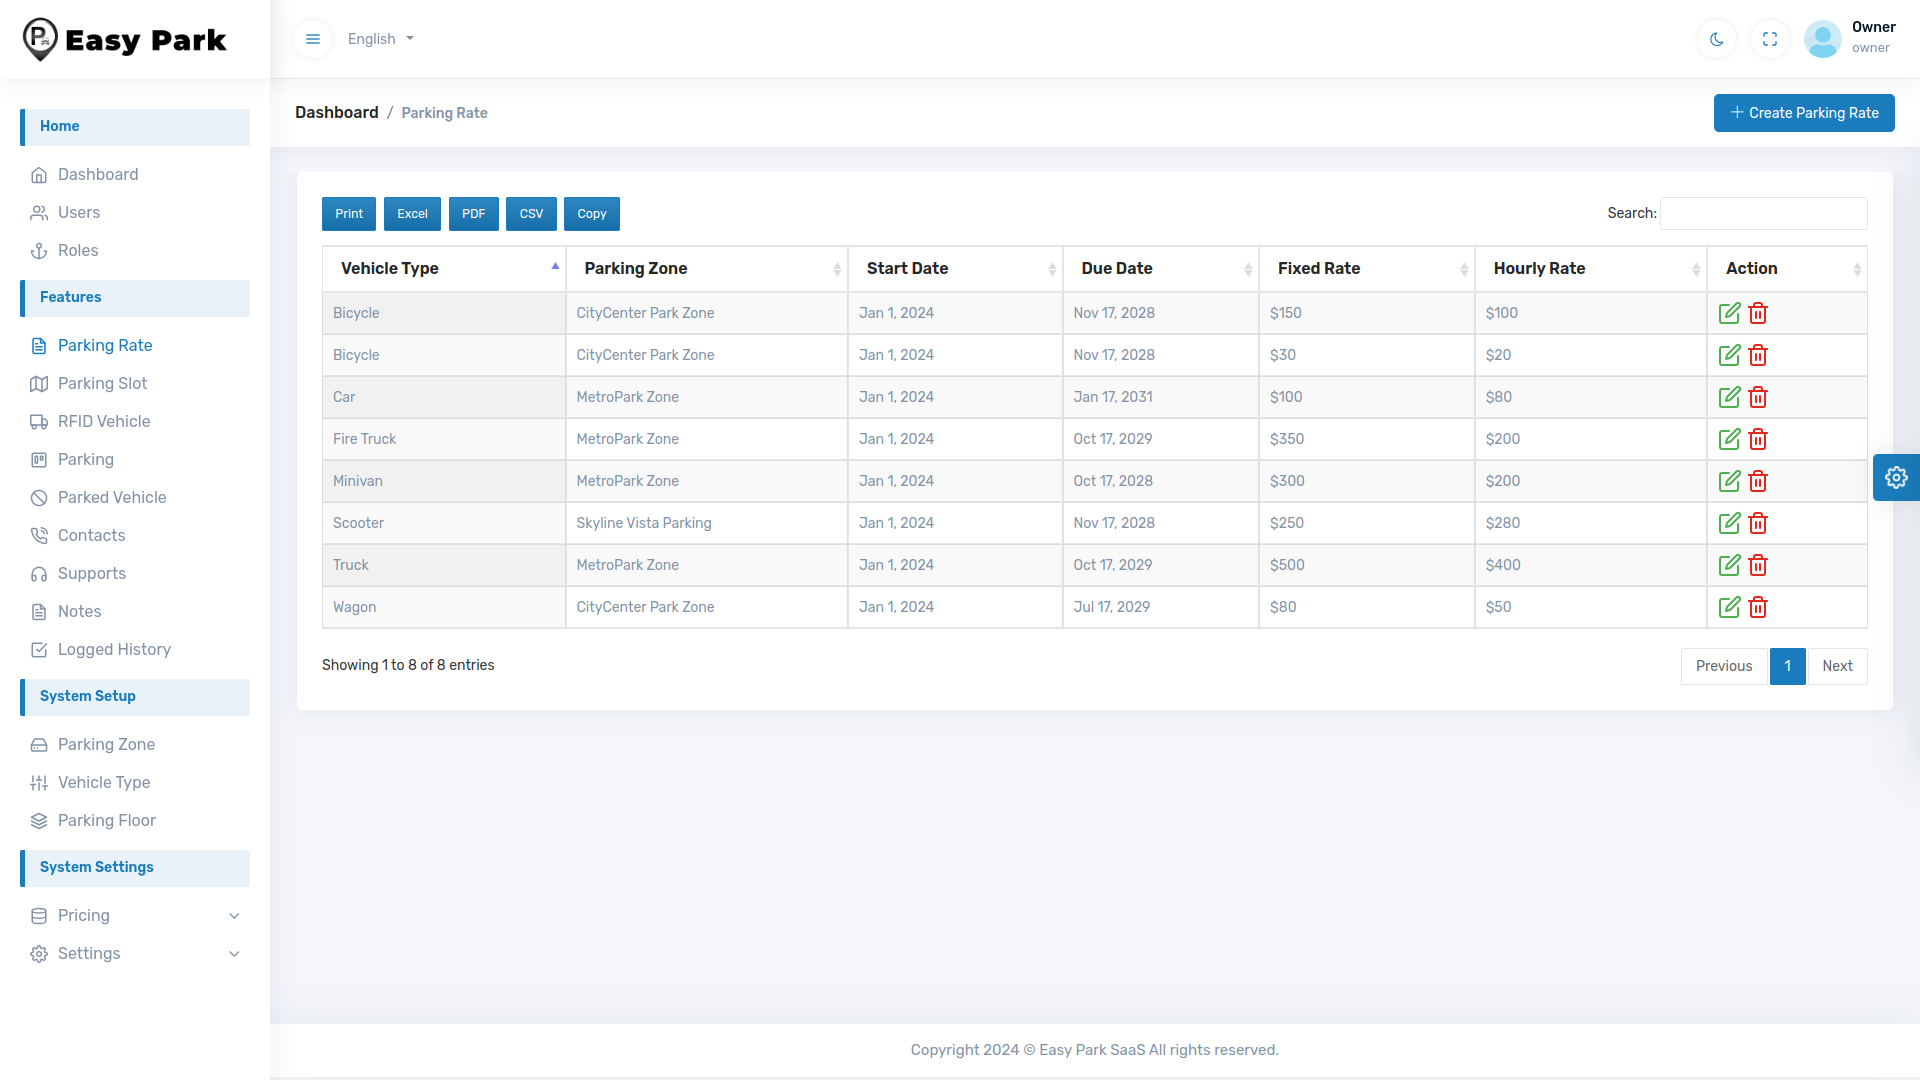 Easy Park
English
Owner
owner
Home
Dashboard
Users
Roles
Features
Parking Rate
Parking Slot
RFID Vehicle
Parking
Parked Vehicle
Contacts
Supports
Notes
Logged History
System Setup
Parking Zone
Vehicle Type
Parking Floor
System Settings
Pricing
Settings
Dashboard / Parking Rate
Create Parking Rate
Print Excel PDF CSV Copy
Search:
Vehicle Type Parking Zone Start Date Due Date Fixed Rate Hourly Rate Action
Bicycle CityCenter Park Zone Jan 1, 2024 Nov 17, 2028 $150 $100
Bicycle CityCenter Park Zone Jan 1, 2024 Nov 17, 2028 $30 $20
Car MetroPark Zone Jan 1, 2024 Jan 17, 2031 $100 $80
Fire Truck MetroPark Zone Jan 1, 2024 Oct 17, 2029 $350 $200
Minivan MetroPark Zone Jan 1, 2024 Oct 17, 2028 $300 $200
Scooter Skyline Vista Parking Jan 1, 2024 Nov 17, 2028 $250 $280
Truck MetroPark Zone Jan 1, 2024 Oct 17, 2029 $500 $400
Wagon CityCenter Park Zone Jan 1, 2024 Jul 17, 2029 $80 $50
Showing 1 to 8 of 8 entries
Previous 1 Next
Copyright 2024 © Easy Park SaaS All rights reserved.